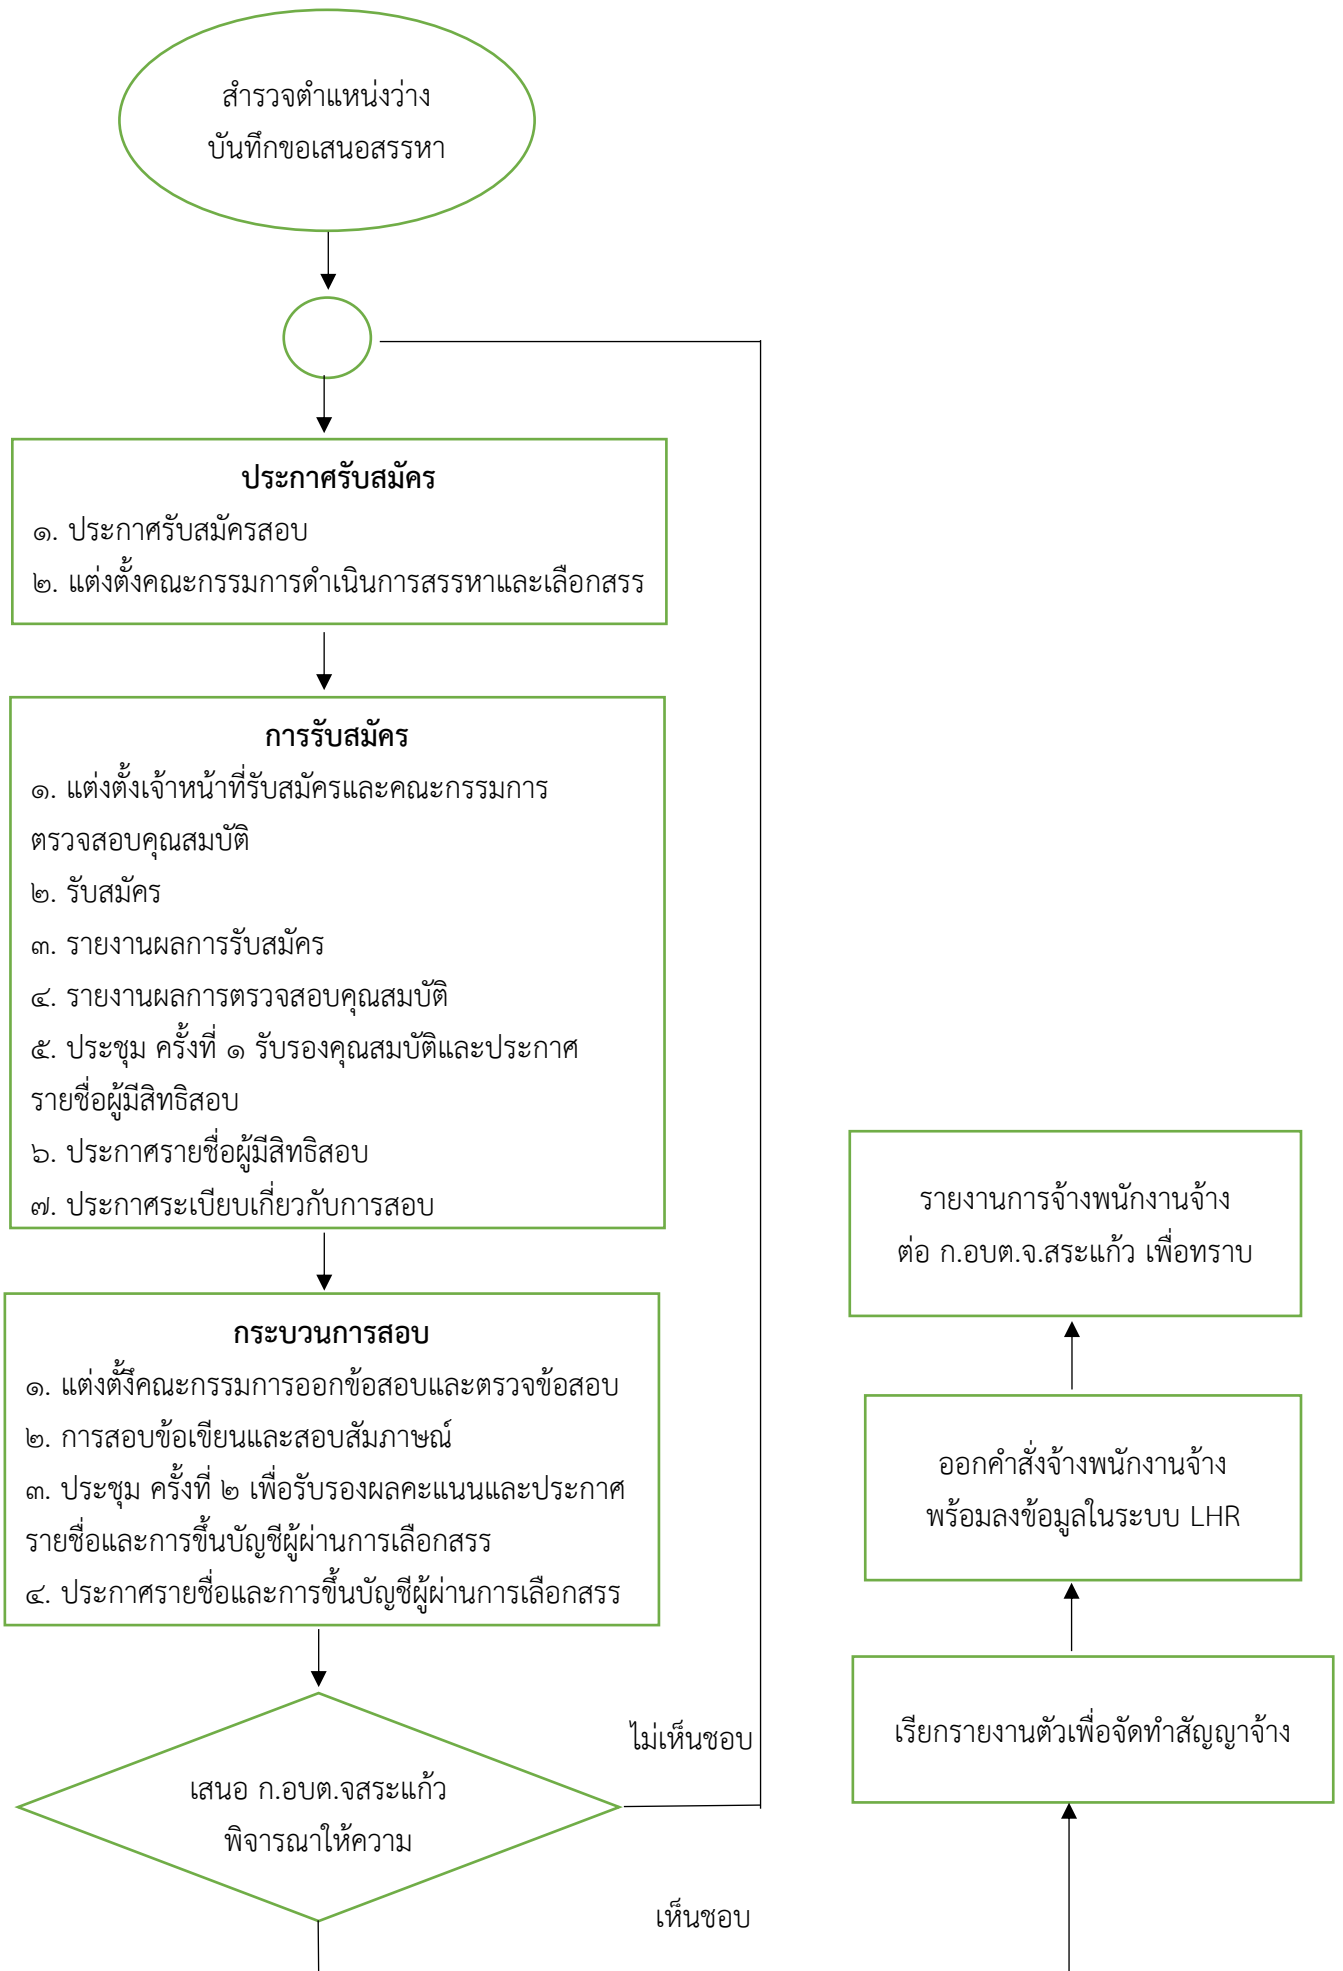 สำรวจตำแหน่งว่าง
บันทึกขอเสนอสรรหา
ประกาศรับสมัคร
๑. ประกาศรับสมัครสอบ
๒. แต่งตั้งคณะกรรมการดำเนินการสรรหาและเลือกสรร
การรับสมัคร
๑. แต่งตั้งเจ้าหน้าที่รับสมัครและคณะกรรมการ
ตรวจสอบคุณสมบัติ
๒. รับสมัคร
๓. รายงานผลการรับสมัคร
๔. รายงานผลการตรวจสอบคุณสมบัติ
๕. ประชุม ครั้งที่ ๑ รับรองคุณสมบัติและประกาศ
รายชื่อผู้มีสิทธิสอบ
๖. ประกาศรายชื่อผู้มีสิทธิสอบ
๗. ประกาศระเบียบเกี่ยวกับการสอบ
กระบวนการสอบ
๑. แต่งตั้งึคณะกรรมการออกข้อสอบและตรวจข้อสอบ
๒. การสอบข้อเขียนและสอบสัมภาษณ์
๓. ประชุม ครั้งที่ ๒ เพื่อรับรองผลคะแนนและประกาศ
รายชื่อและการขึ้นบัญชีผู้ผ่านการเลือกสรร
๔. ประกาศรายชื่อและการขึ้นบัญชีผู้ผ่านการเลือกสรร
ไม่เห็นชอบ
เสนอ ก.อบต.จสระแก้ว
พิจารณาให้ความ
เห็นชอบ
รายงานการจ้างพนักงานจ้าง
ต่อ ก.อบต.จ.สระแก้ว เพื่อทราบ
ออกคำสั่งจ้างพนักงานจ้าง
พร้อมลงข้อมูลในระบบ LHR
เรียกรายงานตัวเพื่อจัดทำสัญญาจ้าง